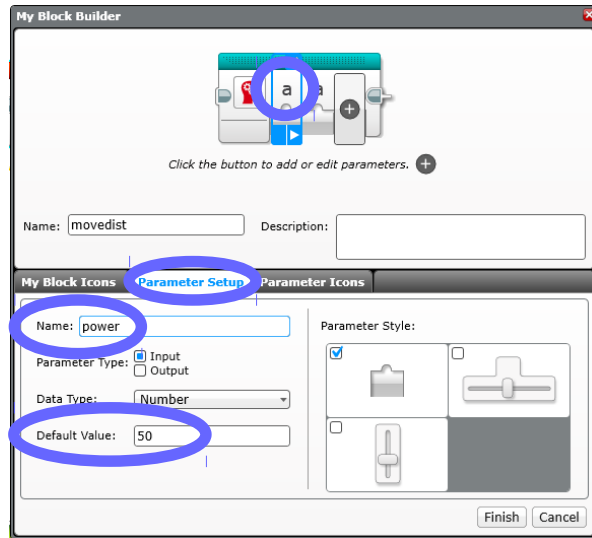 My Block Builder
a a
Click the button to add or edit parameters.
Name: movedist Description:
My Block Icons Parameter Setup Parameter Icons
Name: power Parameter Style:
Parameter Type: Input
Output
Data Type: Number
Default Value: 50
Finish Cancel